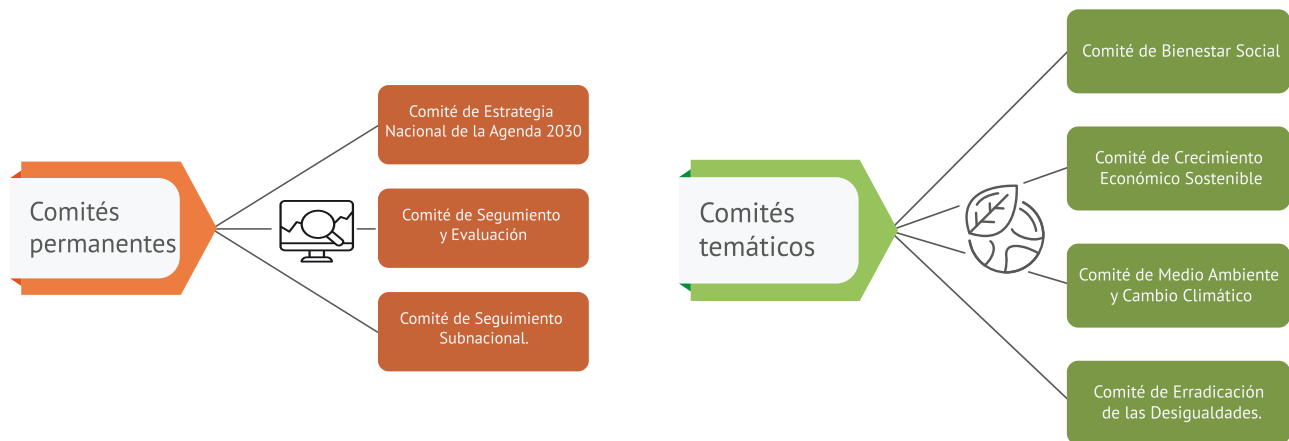 Comités
permanentes
Comité de Estrategia
Nacional de la Agenda 2030
Comité de Segumiento
y Evaluación
Comité de Seguimiento
Subnacional.
Comités
temáticos
Comité de Bienestar Social
Comité de Crecimiento
Económico Sostenible
Comité de Medio Ambiente
y Cambio Climático
Comité de Erradicación
de las Desigualdades.